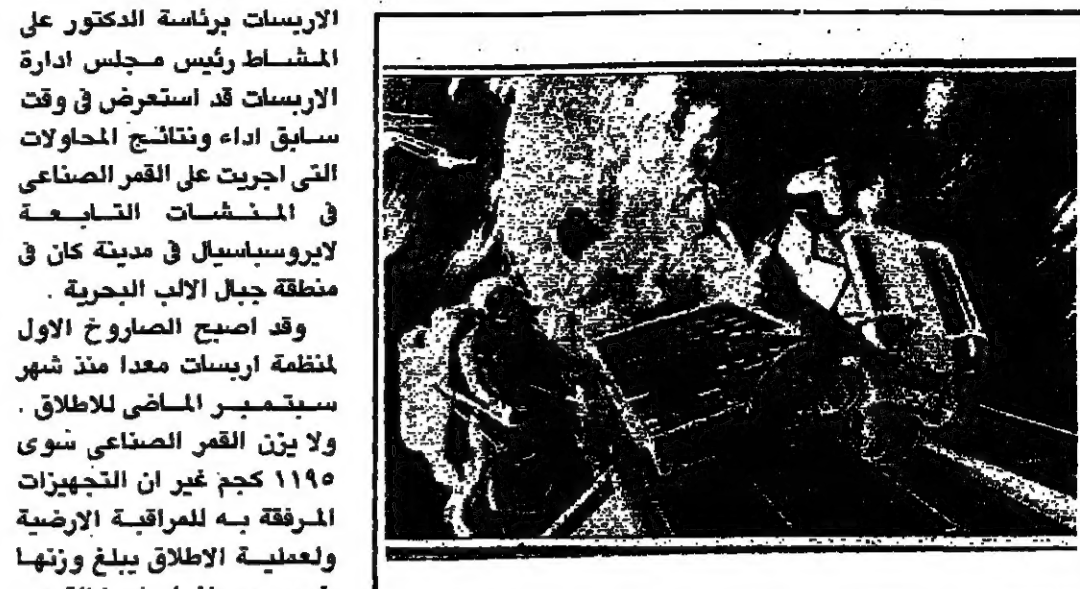 الاربسات برئاسة الدكتور على
المشاط رئيس مجلس ادارة
الاربسات قد استعرض فى وقت
سابق اداء ونتائج المحاولات
التى اجريت على القمر الصناعى
فى المنشات التابعة
لايروسباسيال فى مدينة كان فى
منطقة جبال الالب البحرية .
وقد اصبح الصاروخ الاول
لمنظمة اربسات معدا منذ شهر
سبتمبر الماضى للاطلاق .
ولا يزن القمر الصناعى سوى
١١٩٥ كجم غير ان التجهيزات
المرفقة به للمراقبة الارضية
ولعملية الاطلاق يبلغ وزنها